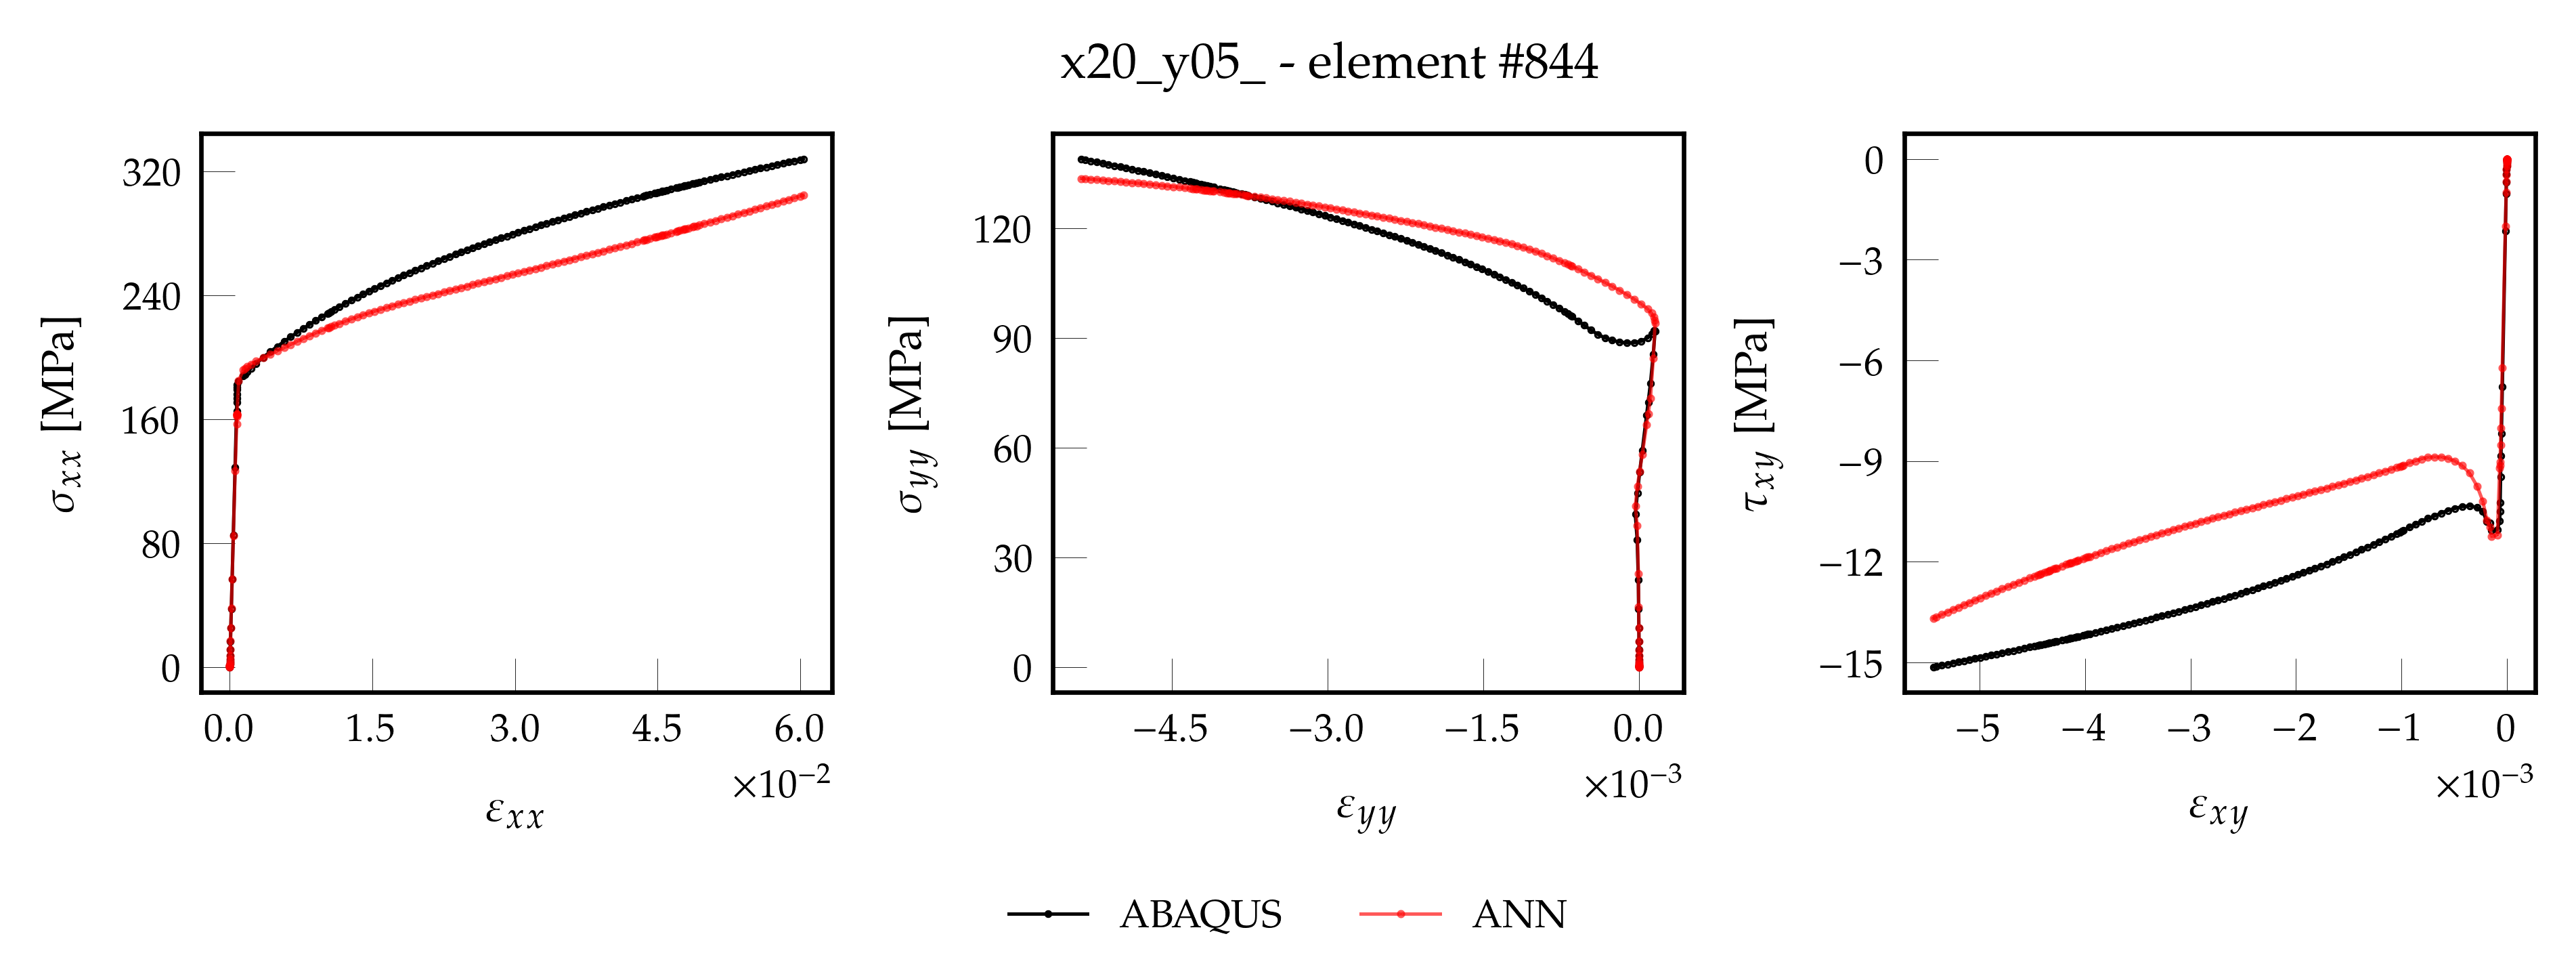 x20_y05_ - element #844
σxx [MPa]
320
240
160
80
0
0.0 1.5 3.0 4.5 6.0
×10⁻²
εxx
σyy [MPa]
120
90
60
30
0
−4.5 −3.0 −1.5 0.0
×10⁻³
εyy
τxy [MPa]
0
−3
−6
−9
−12
−15
−5 −4 −3 −2 −1 0
×10⁻³
εxy
ABAQUS ANN